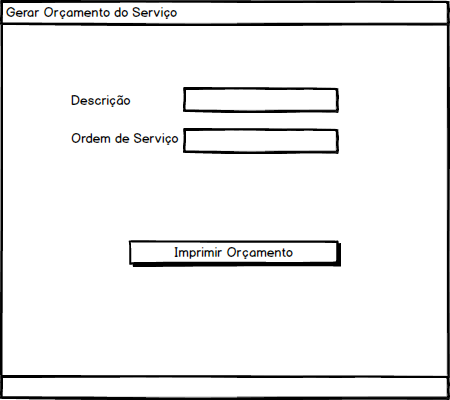 Gerar Orçamento do Serviço
Descrição
Ordem de Serviço
Imprimir Orçamento